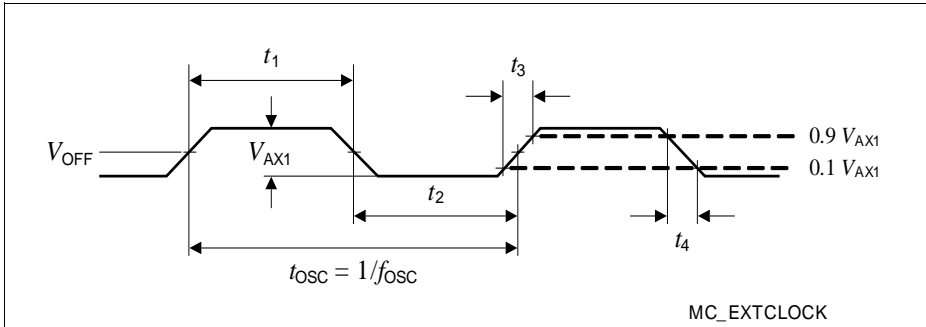 t1
t3
VOFF
VAX1
0.9 VAX1
0.1 VAX1
t2
t4
tOSC = 1/fOSC
MC_EXTCLOCK